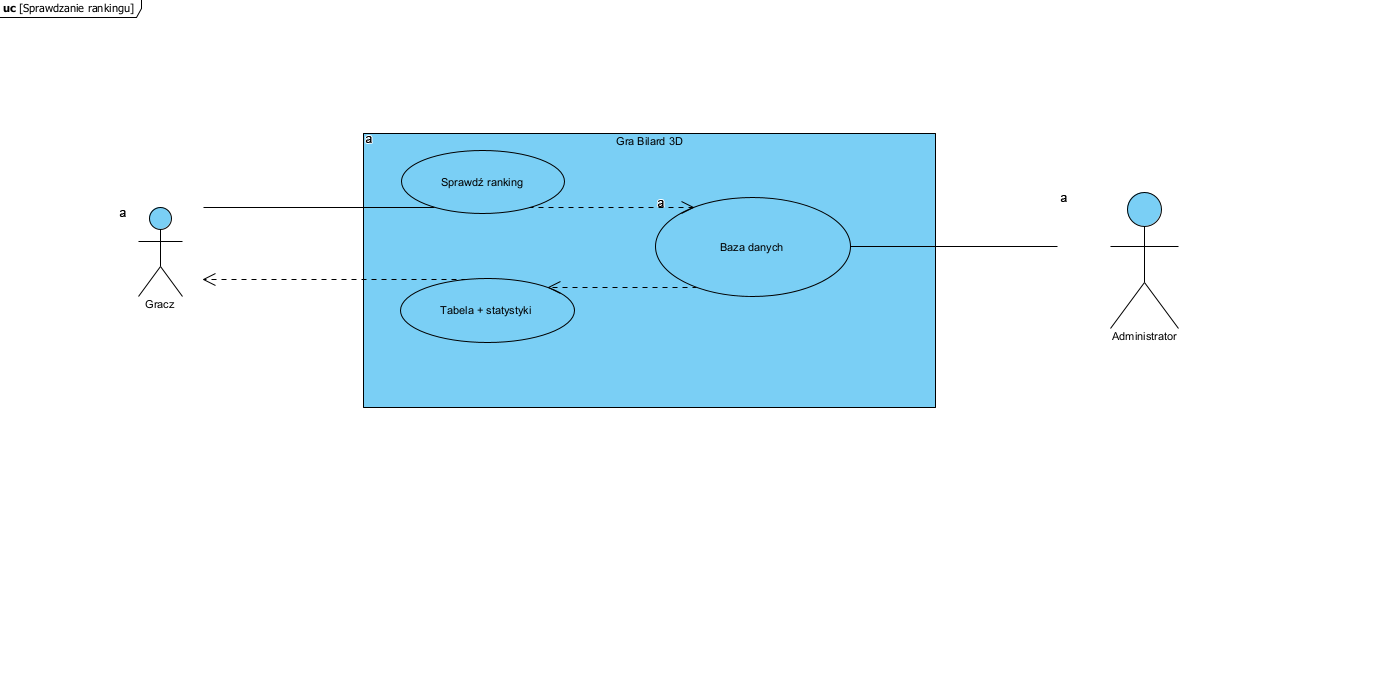 uc [Sprawdzanie rankingu]
a
Gra Bilard 3D
Sprawdź ranking
a
a
a
Baza danych
Gracz
Tabela + statystyki
Administrator